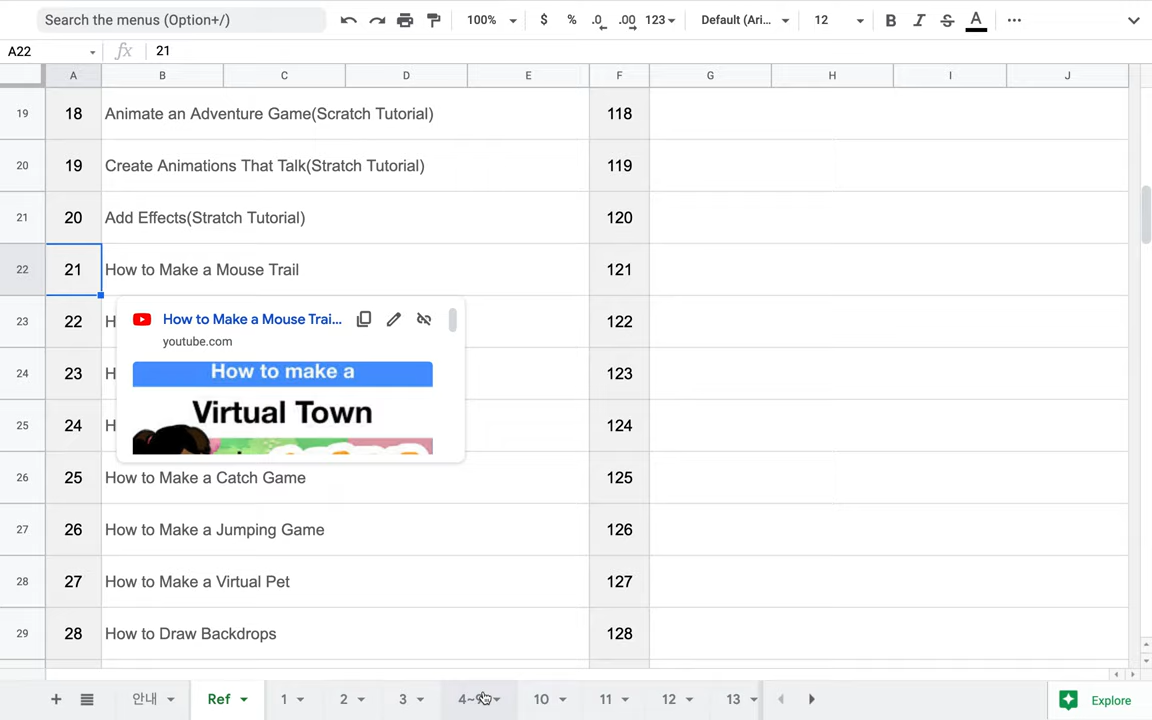 Search the menus (Option+/)
100% $ % .0 .00 123 Default (Ari... 12 B I S A
A22 fx 21
A B C D E F G H I J
19 18 Animate an Adventure Game(Scratch Tutorial) 118
20 19 Create Animations That Talk(Stratch Tutorial) 119
21 20 Add Effects(Stratch Tutorial) 120
22 21 How to Make a Mouse Trail 121
23 22 H 122
How to Make a Mouse Trai...
youtube.com
24 23 H 123
How to make a
Virtual Town
25 24 H 124
26 25 How to Make a Catch Game 125
27 26 How to Make a Jumping Game 126
28 27 How to Make a Virtual Pet 127
29 28 How to Draw Backdrops 128
안내 Ref 1 2 3 4~ 10 11 12 13 Explore